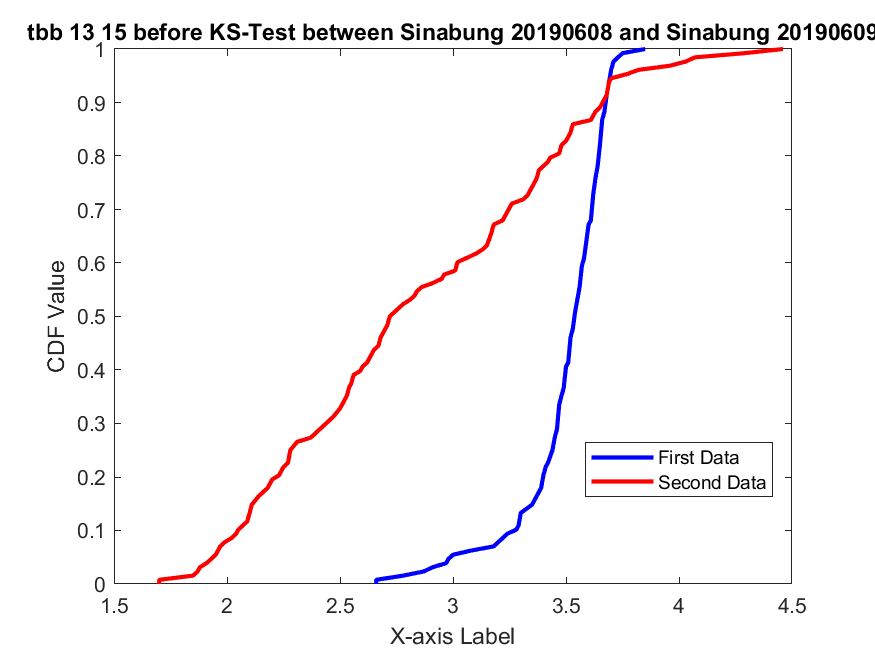 tbb 13 15 before KS-Test between Sinabung 20190608 and Sinabung 20190609
1
0.9
0.8
0.7
0.6
0.5
0.4
0.3
0.2
0.1
0
CDF Value
First Data
Second Data
1.5 2 2.5 3 3.5 4 4.5
X-axis Label